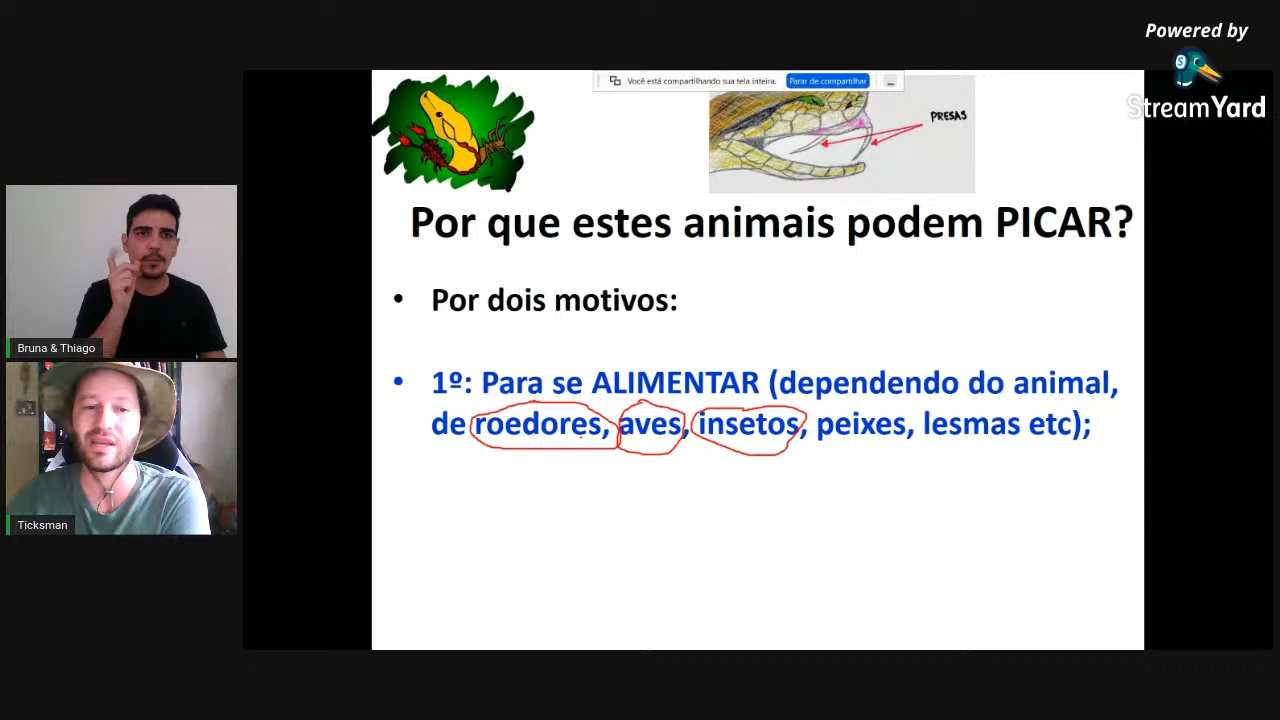 Powered by
StreamYard
Você está compartilhando sua tela inteira. Parar de compartilhar
PRESAS
Por que estes animais podem PICAR?
• Por dois motivos:
• 1º: Para se ALIMENTAR (dependendo do animal,
de roedores, aves, insetos, peixes, lesmas etc);
Bruna & Thiago
Ticksman